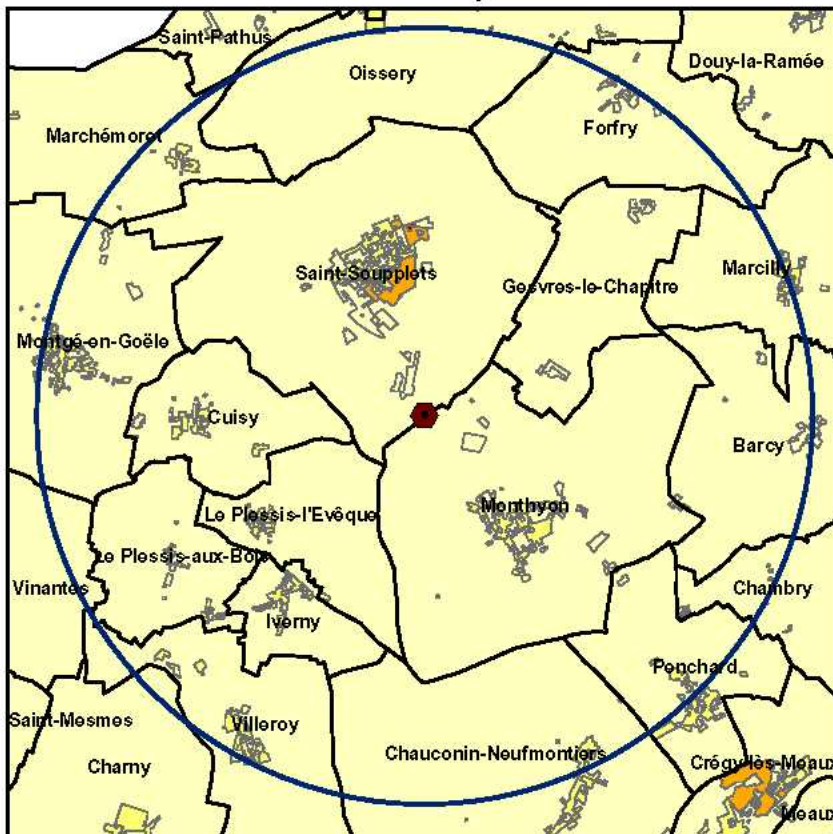 Saint-Pathus
Oissery
Douy-la-Ramée
Marchémoret
Forfry
Saint-Soupplets
Gesvres-le-Chapitre
Marcilly
Montgé-en-Goële
Cuisy
Barcy
Le Plessis-l'Evêque
Monthyon
Le Plessis-aux-Bois
Vinantes
Iverny
Chambry
Penchard
Saint-Mesmes
Villeroy
Charny
Chauconin-Neufmontiers
Crégy-lès-Meaux
Meaux